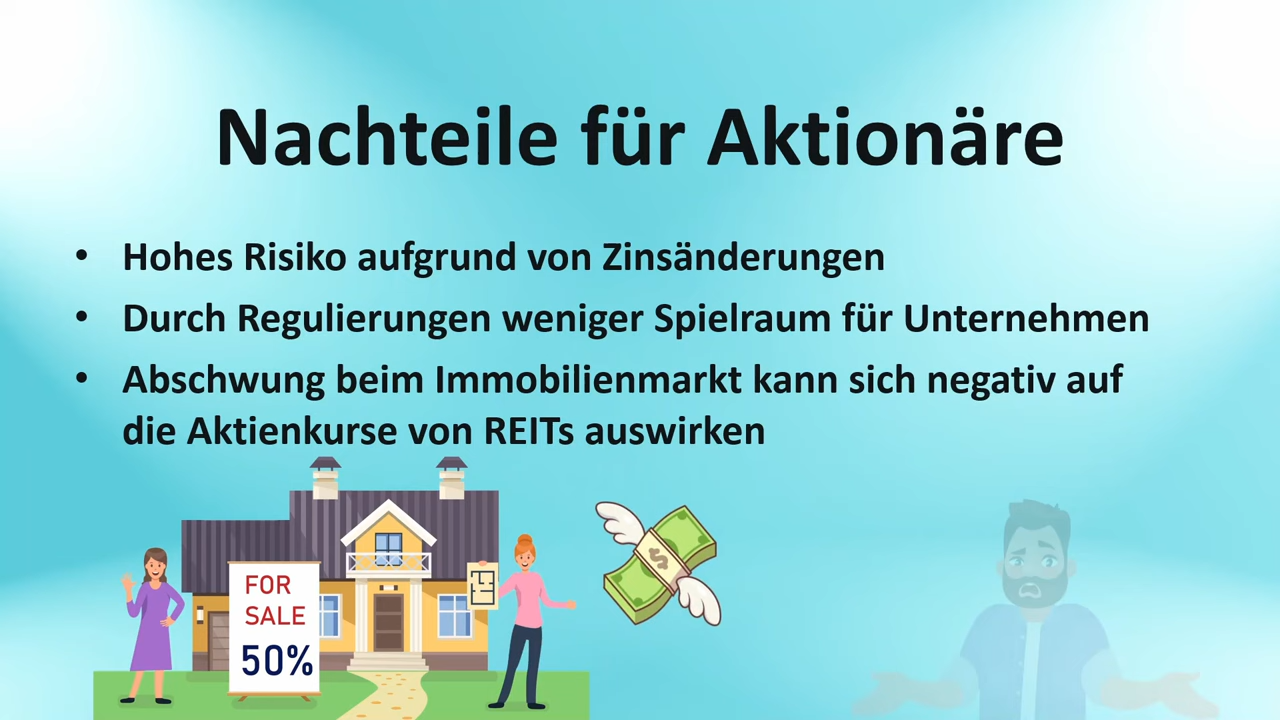 Nachteile für Aktionäre
• Hohes Risiko aufgrund von Zinsänderungen
• Durch Regulierungen weniger Spielraum für Unternehmen
• Abschwung beim Immobilienmarkt kann sich negativ auf
die Aktienkurse von REITs auswirken
FOR
SALE
50%
$